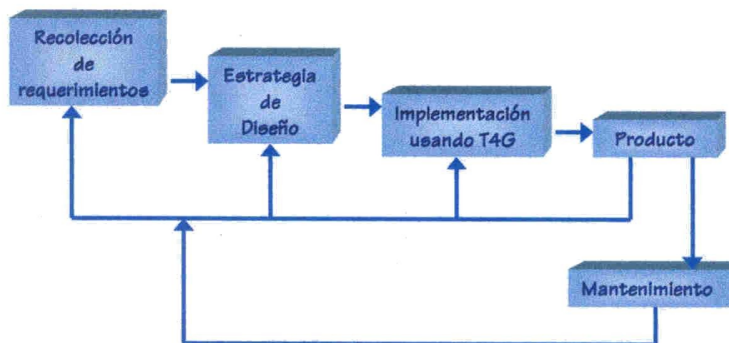 Recolección
de
requerimientos
Estrategia
de
Diseño
Implementación
usando T4G
Producto
Mantenimiento